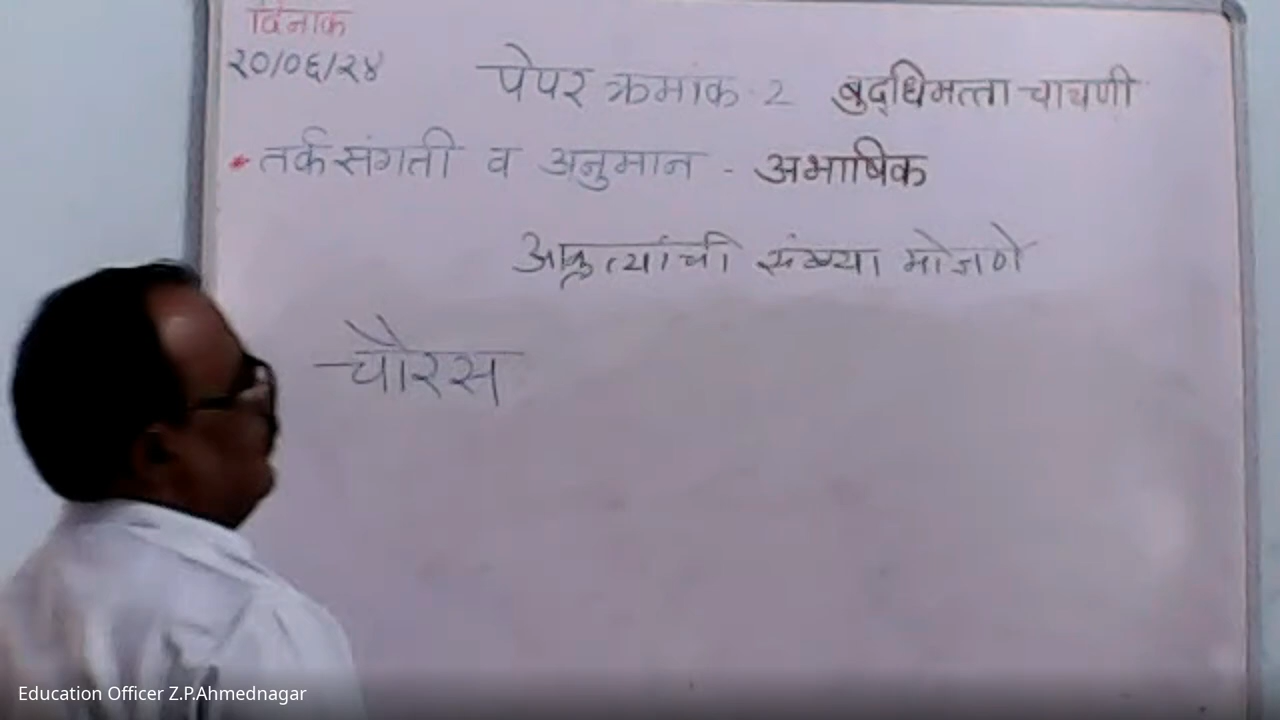 दिनांक
२०/०६/२४
पेपर क्रमांक-2 बुद्धिमत्ता चाचणी
* तर्कसंगती व अनुमान - अभाषिक
आकृत्यांची संख्या मोजणे
चौरस
Education Officer Z.P.Ahmednagar